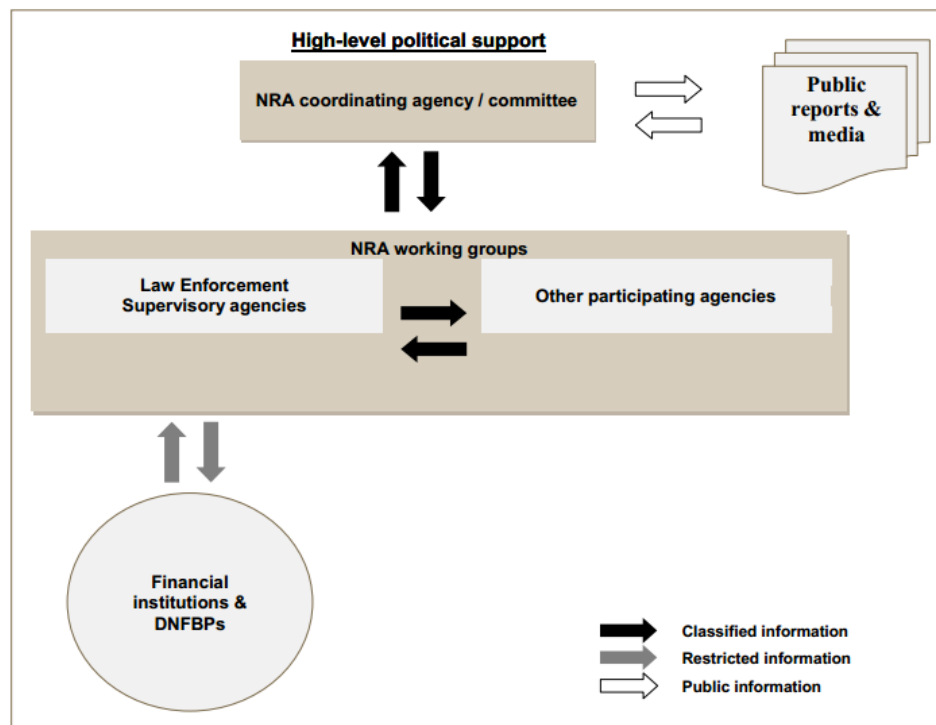 High-level political support
NRA coordinating agency / committee
Public
reports &
media
NRA working groups
Law Enforcement
Supervisory agencies
Other participating agencies
Financial
institutions &
DNFBPs
Classified information
Restricted information
Public information